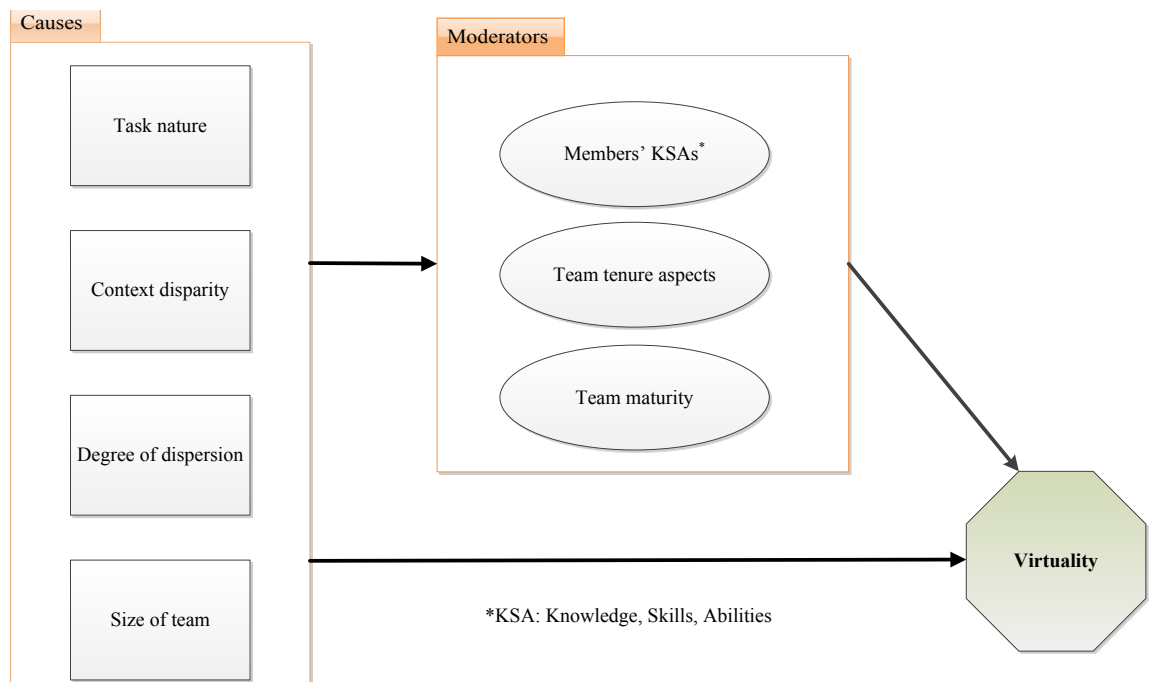 Causes
Task nature
Context disparity
Degree of dispersion
Size of team
Moderators
Members’ KSAs*
Team tenure aspects
Team maturity
Virtuality
*KSA: Knowledge, Skills, Abilities